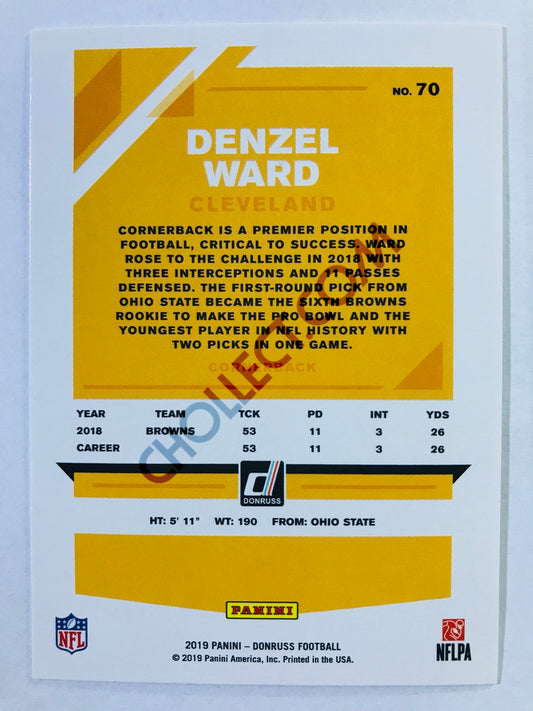 NO. 70
DENZEL
WARD
CLEVELAND
CORNERBACK IS A PREMIER POSITION IN
FOOTBALL, CRITICAL TO SUCCESS. WARD
ROSE TO THE CHALLENGE IN 2018 WITH
THREE INTERCEPTIONS AND 11 PASSES
DEFENSED. THE FIRST-ROUND PICK FROM
OHIO STATE BECAME THE SIXTH BROWNS
ROOKIE TO MAKE THE PRO BOWL AND THE
YOUNGEST PLAYER IN NFL HISTORY WITH
TWO PICKS IN ONE GAME.
CORNERBACK
CHOLLECT.COM
YEAR TEAM TCK PD INT YDS
2018 BROWNS 53 11 3 26
CAREER 53 11 3 26
DONRUSS
HT: 5' 11" WT: 190 FROM: OHIO STATE
PANINI
NFL
NFLPA
2019 PANINI – DONRUSS FOOTBALL
© 2019 Panini America, Inc. Printed in the USA.